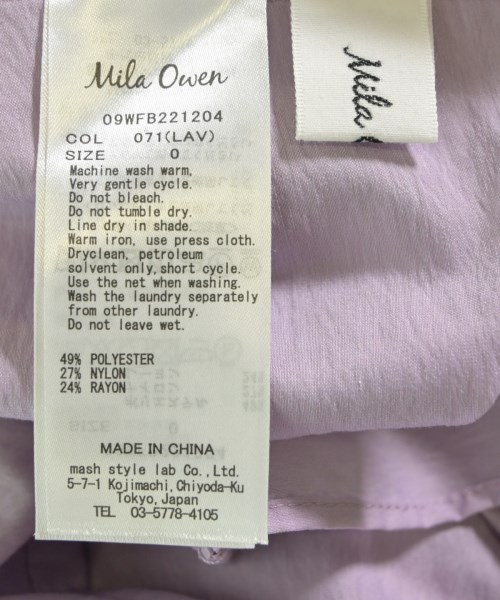 Mila Owen
09WFB221204
COL 071(LAV)
SIZE 0
Machine wash warm,
Very gentle cycle.
Do not bleach.
Do not tumble dry.
Line dry in shade.
Warm iron, use press cloth.
Dryclean, petroleum
solvent only,short cycle.
Use the net when washing.
Wash the laundry separately
from other laundry.
Do not leave wet.
49% POLYESTER
27% NYLON
24% RAYON
MADE IN CHINA
mash style lab Co.,Ltd.
5-7-1 Kojimachi,Chiyoda-Ku
Tokyo,Japan
TEL 03-5778-4105
Mila